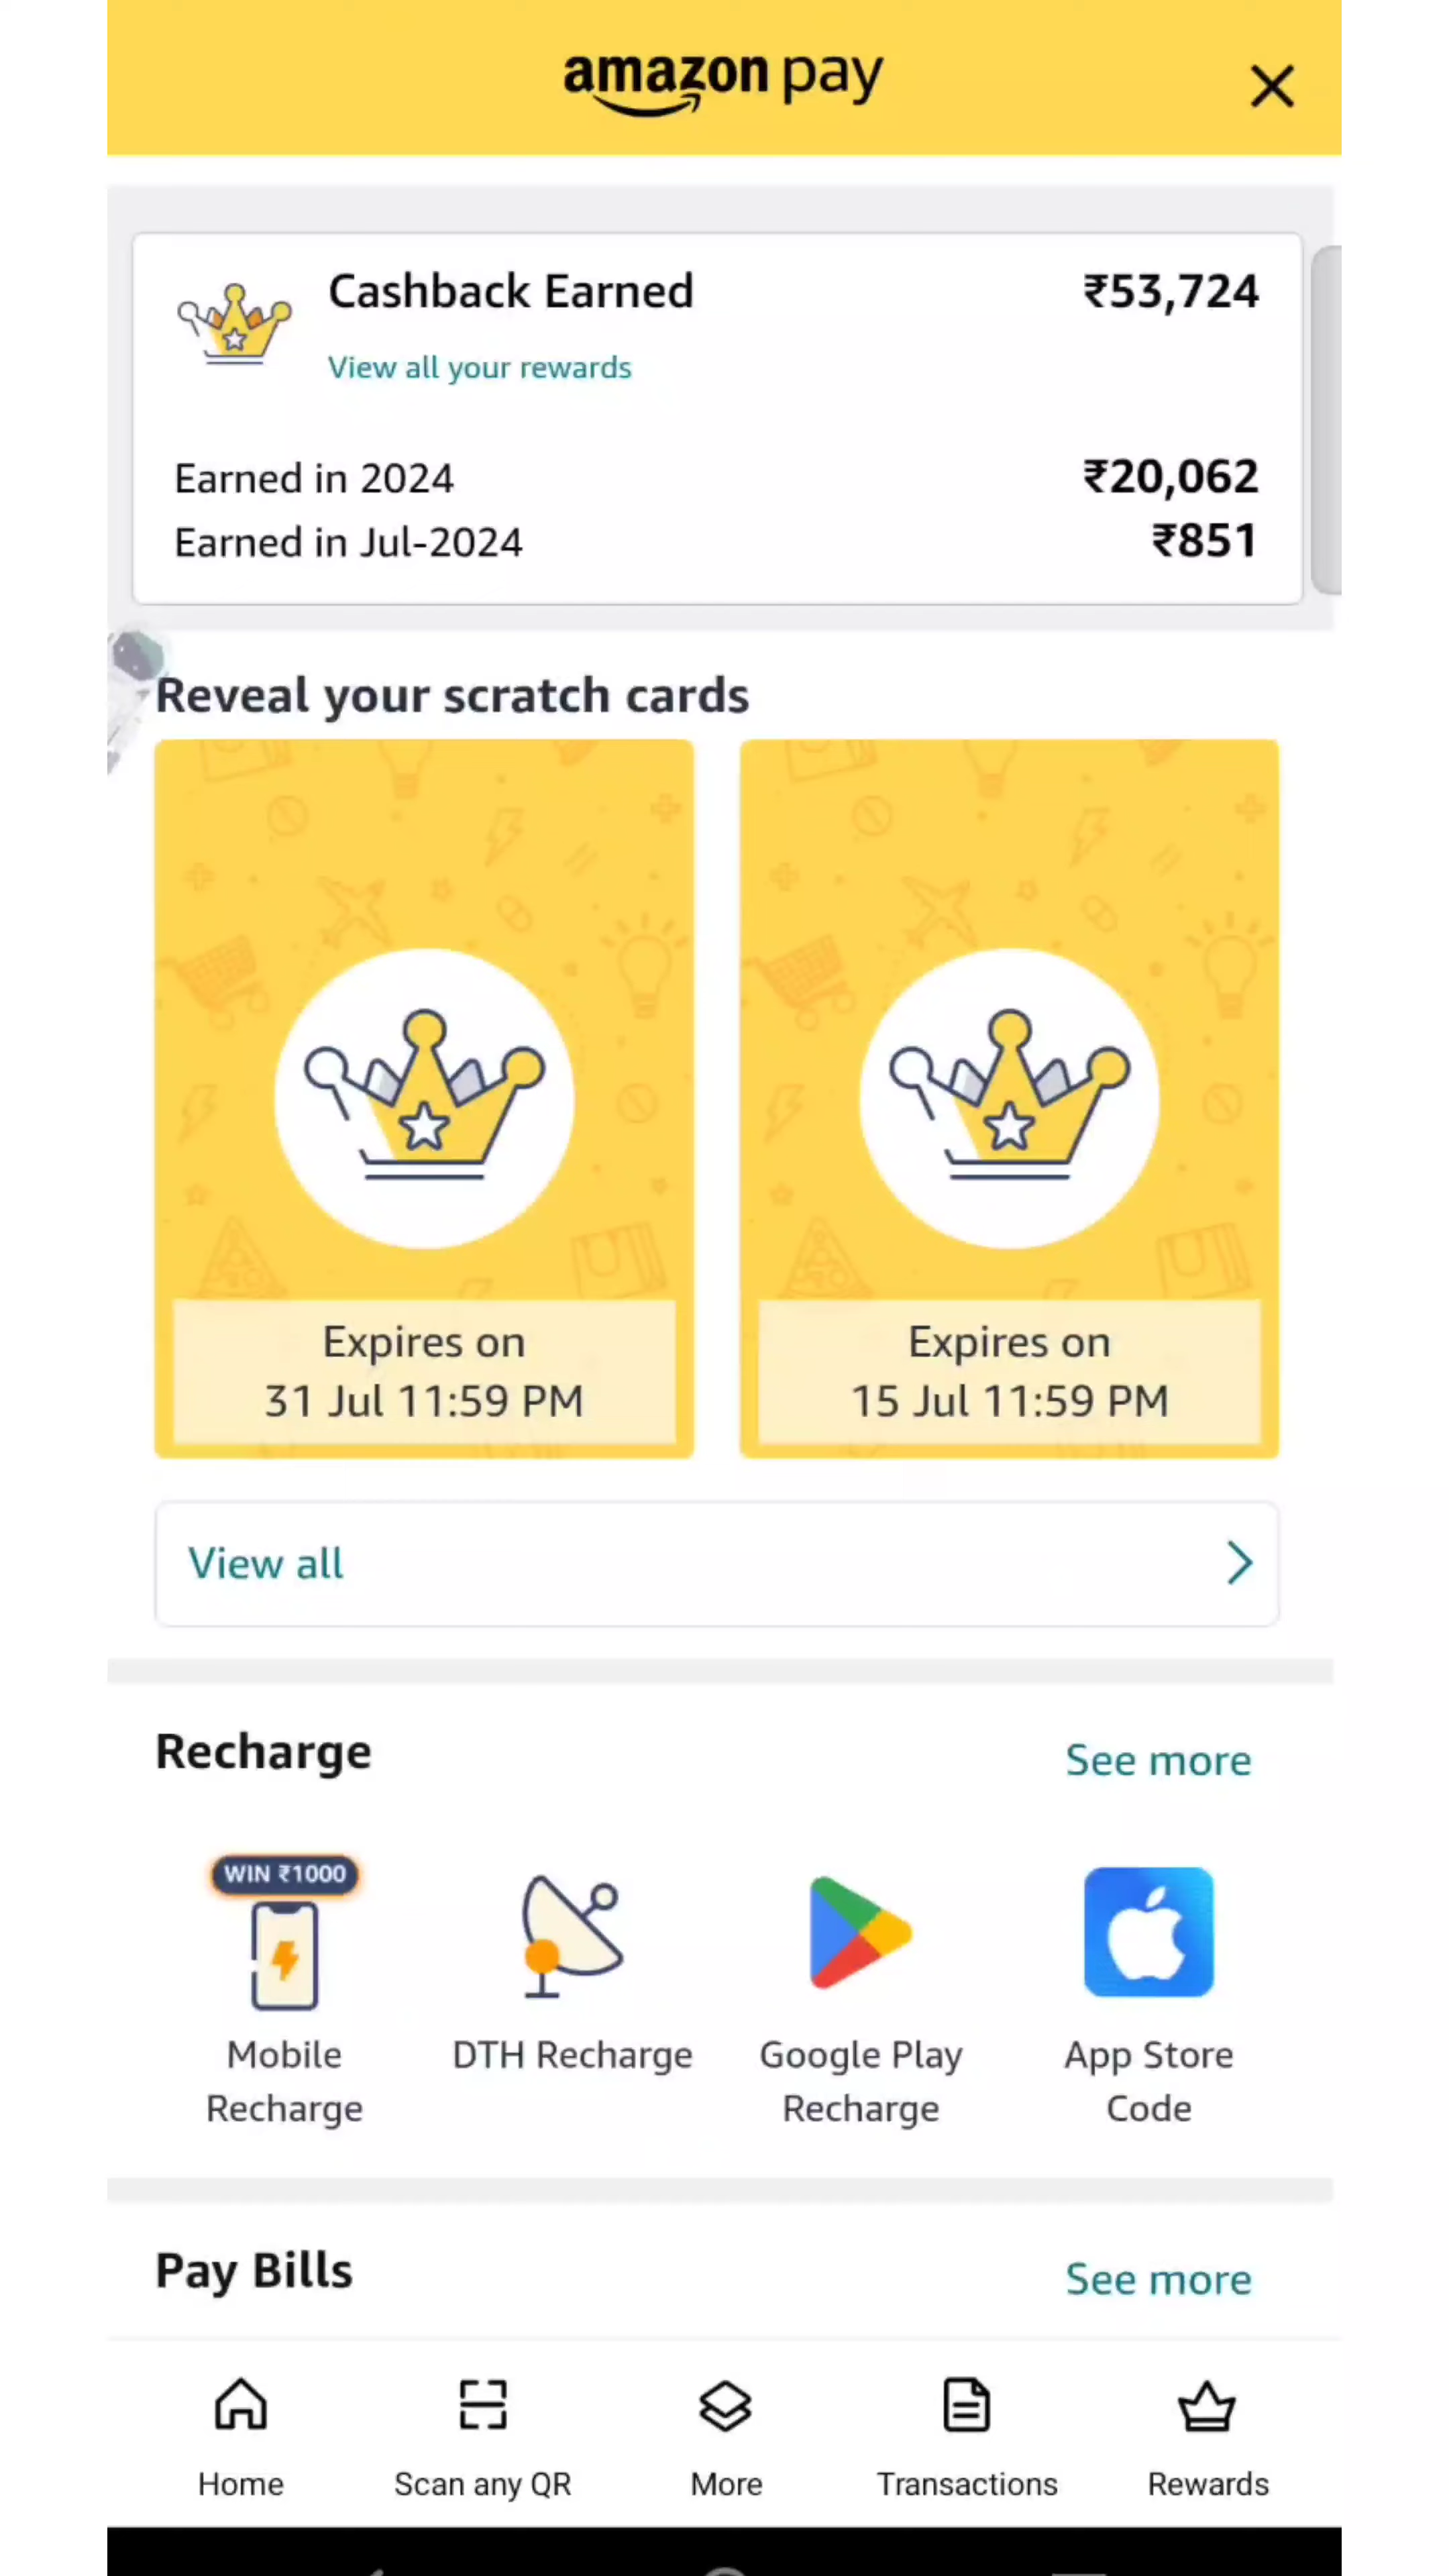 amazon pay
Cashback Earned ₹53,724
View all your rewards
Earned in 2024 ₹20,062
Earned in Jul-2024 ₹851
Reveal your scratch cards
Expires on
31 Jul 11:59 PM
Expires on
15 Jul 11:59 PM
View all
Recharge See more
WIN ₹1000
Mobile
Recharge
DTH Recharge
Google Play
Recharge
App Store
Code
Pay Bills See more
Home Scan any QR More Transactions Rewards